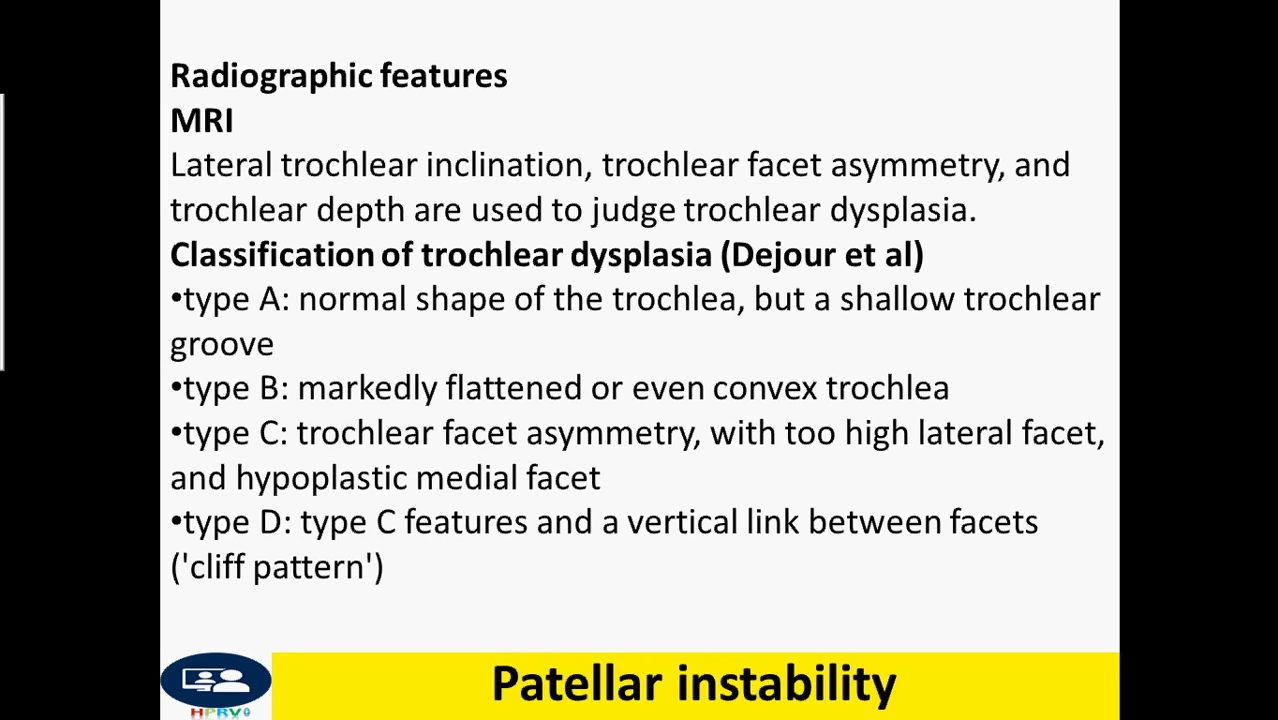 Radiographic features
MRI
Lateral trochlear inclination, trochlear facet asymmetry, and
trochlear depth are used to judge trochlear dysplasia.
Classification of trochlear dysplasia (Dejour et al)
•type A: normal shape of the trochlea, but a shallow trochlear
groove
•type B: markedly flattened or even convex trochlea
•type C: trochlear facet asymmetry, with too high lateral facet,
and hypoplastic medial facet
•type D: type C features and a vertical link between facets
('cliff pattern')
Patellar instability
HPRV